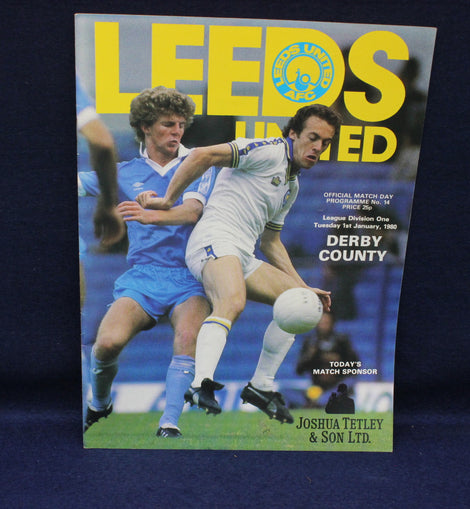 LEEDS
LEEDS UNITED
AFC
UNITED
OFFICIAL MATCH DAY
PROGRAMME No. 14
PRICE 25p
League Division One
Tuesday 1st January, 1980
DERBY
COUNTY
TODAY'S
MATCH SPONSOR
JOSHUA TETLEY
& SON LTD.